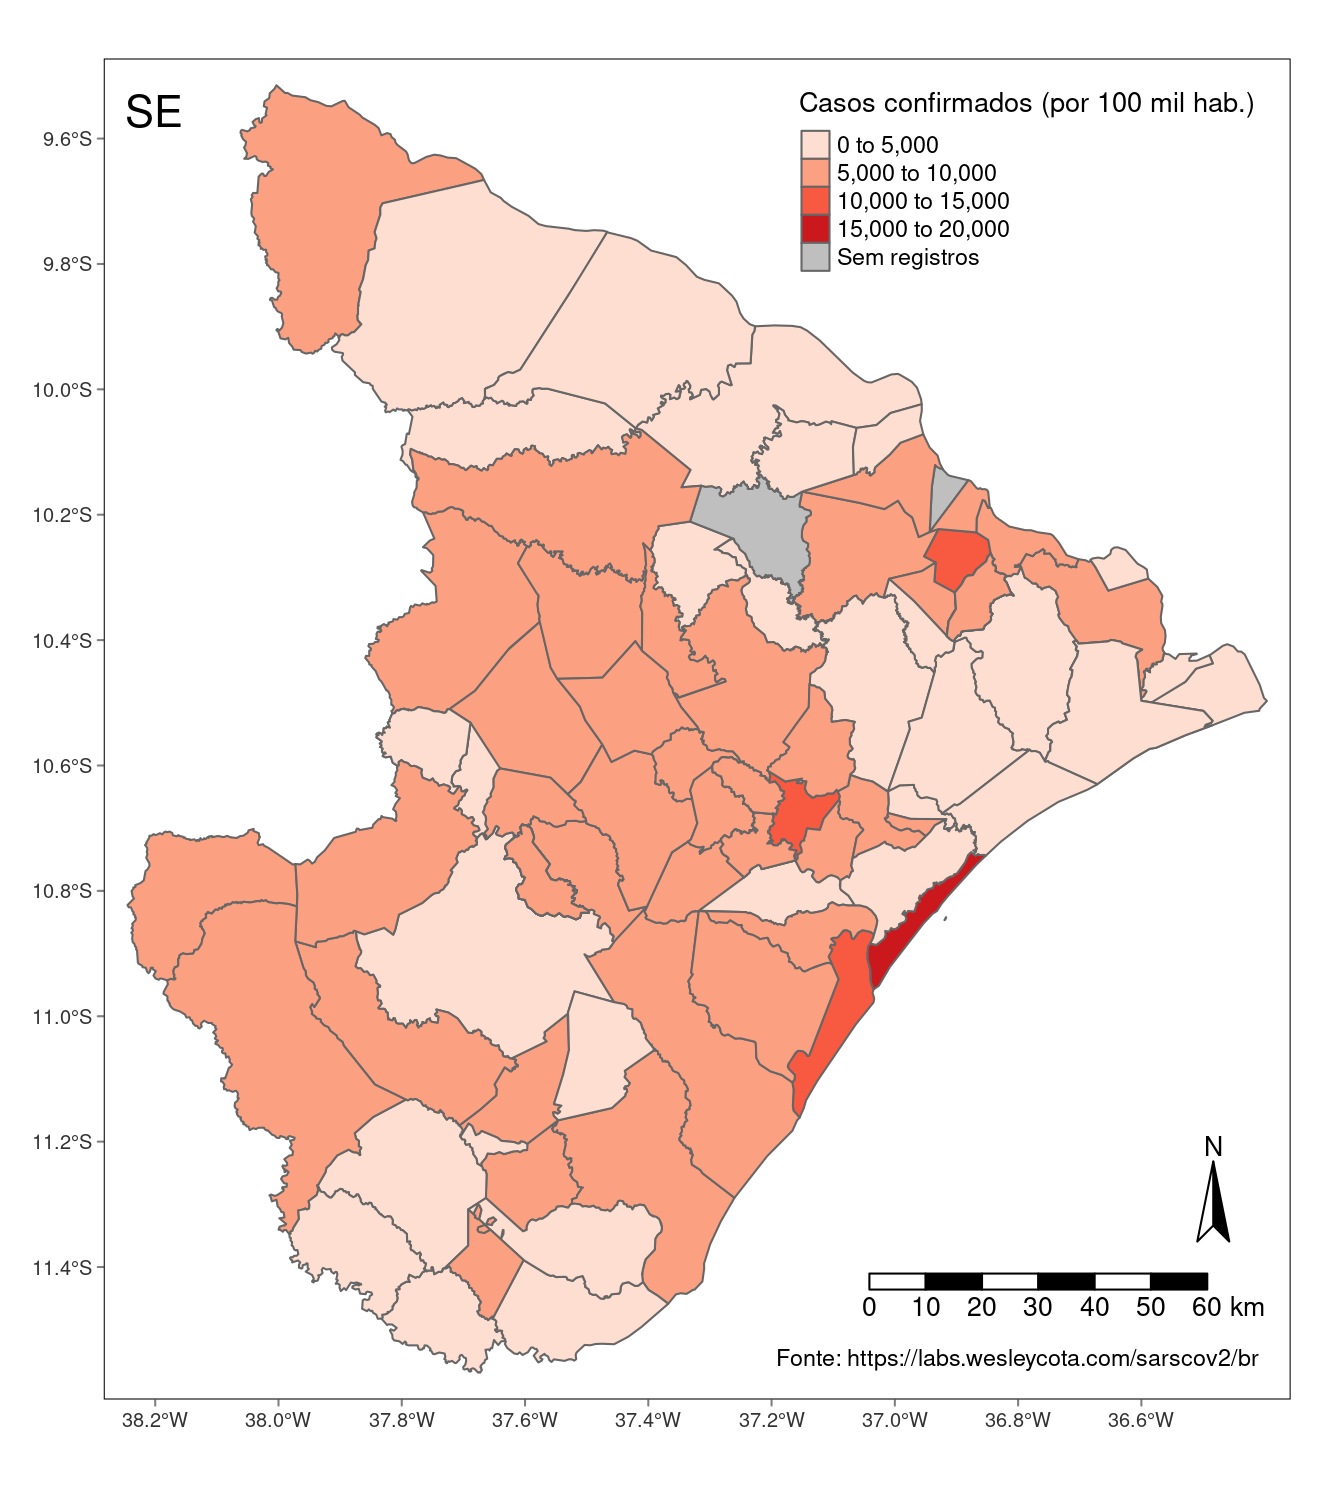 SE
Casos confirmados (por 100 mil hab.)
0 to 5,000
5,000 to 10,000
10,000 to 15,000
15,000 to 20,000
Sem registros
9.6°S
9.8°S
10.0°S
10.2°S
10.4°S
10.6°S
10.8°S
11.0°S
11.2°S
11.4°S
N
0 10 20 30 40 50 60 km
Fonte: https://labs.wesleycota.com/sarscov2/br
38.2°W 38.0°W 37.8°W 37.6°W 37.4°W 37.2°W 37.0°W 36.8°W 36.6°W